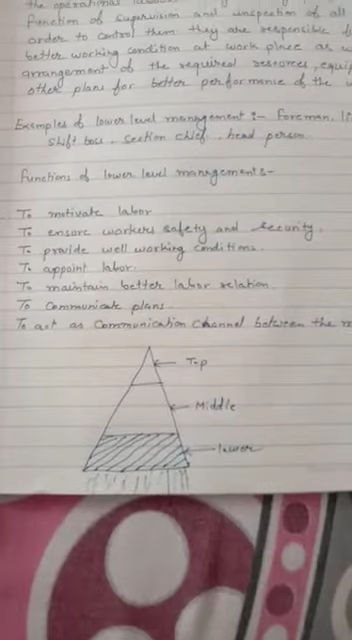 the operational labour
function of supervision and inspection of all
order to control them. they are responsible f
better working condition at work place as w
arrangement of the required resources, equip
other plans for better performance of the
Examples of lower level management :- Foreman,
Shift boss, section chief, head person
functions of lower level managements:-
To motivate labor
To ensure workers safety and security.
To provide well working conditions.
To appoint labor.
To maintain better labor relation.
To Communicate plans
To act as Communication Channel between the
Top
Middle
lower